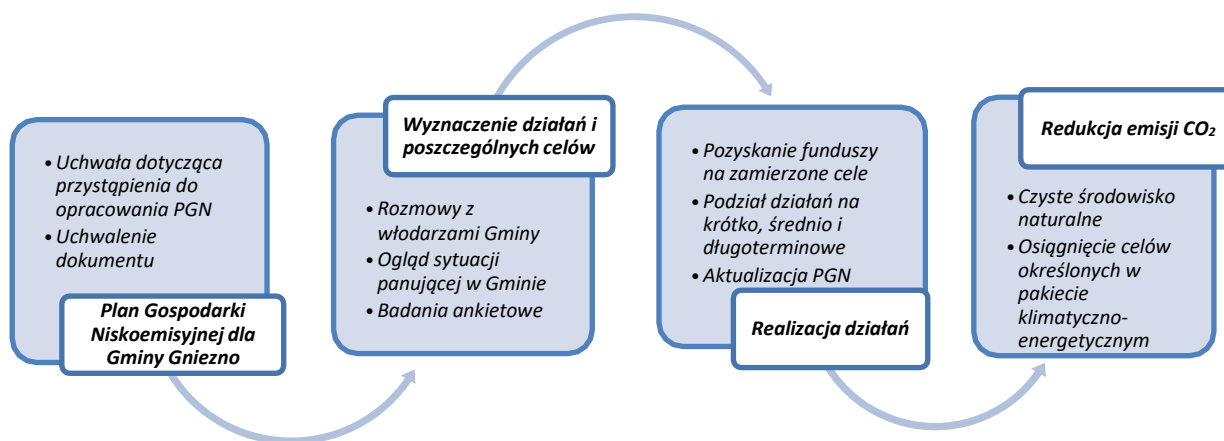 • Uchwała dotycząca
przystąpienia do
opracowania PGN
• Uchwalenie
dokumentu
Plan Gospodarki
Niskoemisyjnej dla
Gminy Gniezno
Wyznaczenie działań i
poszczególnych celów
• Rozmowy z
włodarzami Gminy
• Ogląd sytuacji
panującej w Gminie
• Badania ankietowe
• Pozyskanie funduszy
na zamierzone cele
• Podział działań na
krótko, średnio i
długoterminowe
• Aktualizacja PGN
Realizacja działań
Redukcja emisji CO₂
• Czyste środowisko
naturalne
• Osiągnięcie celów
określonych w
pakiecie
klimatyczno-
energetycznym